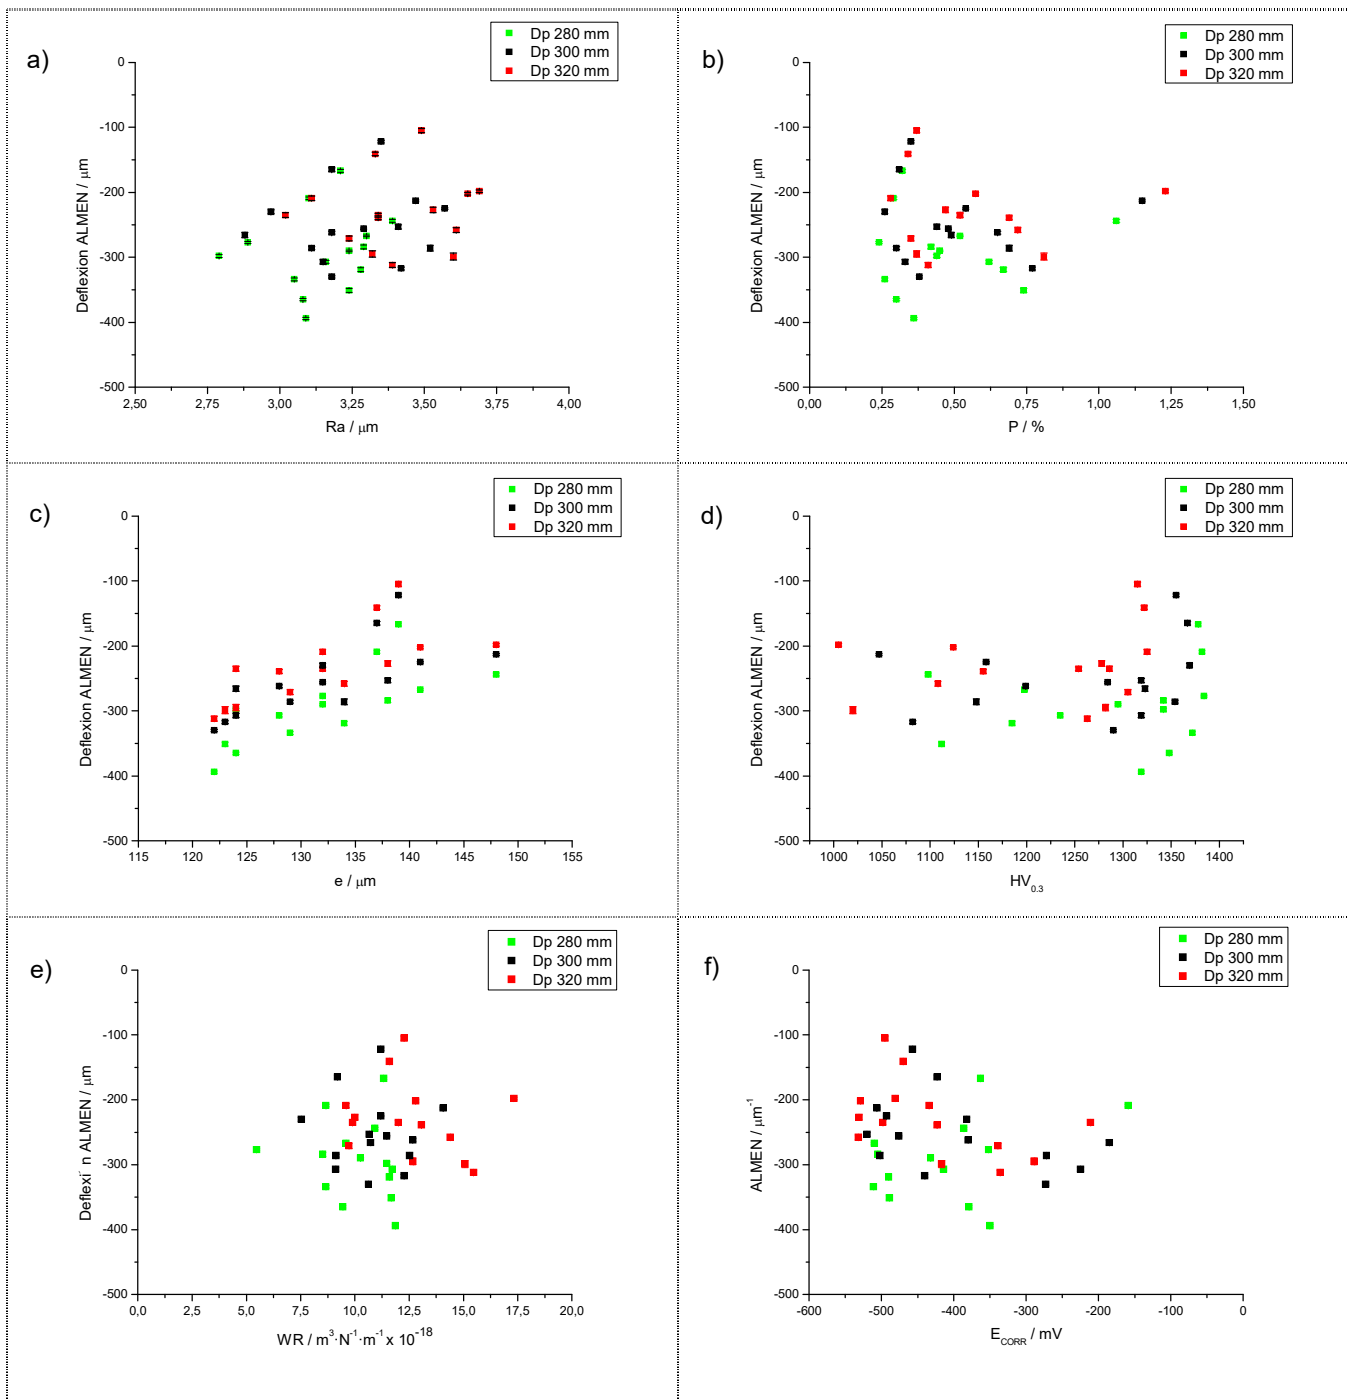 a)
Dp 280 mm
Dp 300 mm
Dp 320 mm
0
-100
-200
-300
-400
-500
Deflexion ALMEN / μm
2,50 2,75 3,00 3,25 3,50 3,75 4,00
Ra / μm
b)
Dp 280 mm
Dp 300 mm
Dp 320 mm
0
-100
-200
-300
-400
-500
Deflexion ALMEN / μm
0,00 0,25 0,50 0,75 1,00 1,25 1,50
P / %
c)
Dp 280 mm
Dp 300 mm
Dp 320 mm
0
-100
-200
-300
-400
-500
Deflexion ALMEN / μm
115 120 125 130 135 140 145 150 155
e / μm
d)
Dp 280 mm
Dp 300 mm
Dp 320 mm
0
-100
-200
-300
-400
-500
Deflexion ALMEN / μm
1000 1050 1100 1150 1200 1250 1300 1350 1400
HV0.3
e)
Dp 280 mm
Dp 300 mm
Dp 320 mm
0
-100
-200
-300
-400
-500
Deflexi´ n ALMEN / μm
0,0 2,5 5,0 7,5 10,0 12,5 15,0 17,5 20,0
WR / m³·N⁻¹·m⁻¹ x 10⁻¹⁸
f)
Dp 280 mm
Dp 300 mm
Dp 320 mm
0
-100
-200
-300
-400
-500
ALMEN / μm⁻¹
-600 -500 -400 -300 -200 -100 0
ECORR / mV